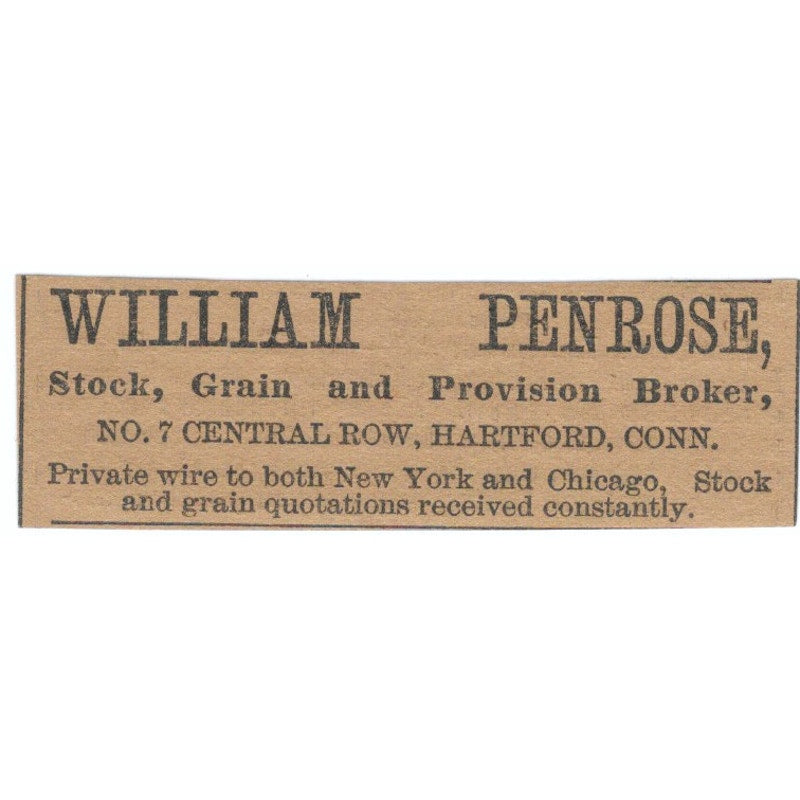 WILLIAM PENROSE,
Stock, Grain and Provision Broker,
NO. 7 CENTRAL ROW, HARTFORD, CONN.
Private wire to both New York and Chicago, Stock
and grain quotations received constantly.